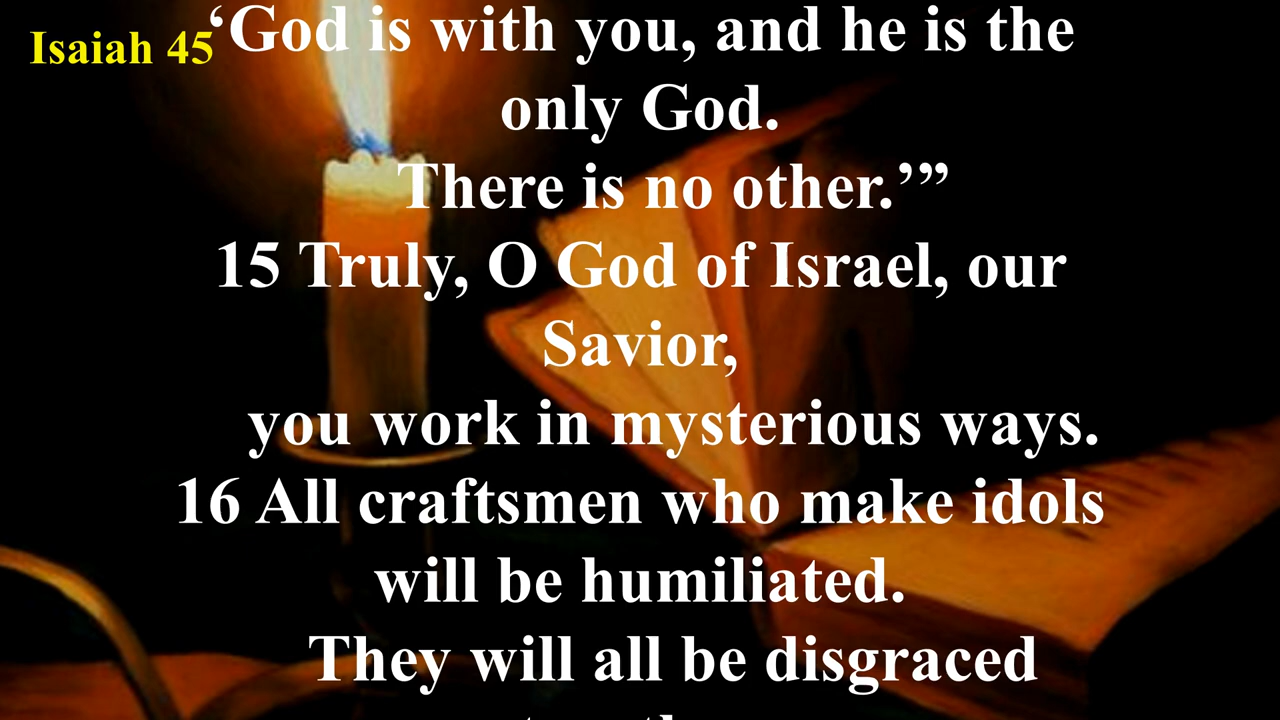 Isaiah 45
‘God is with you, and he is the
only God.
There is no other.’”
15 Truly, O God of Israel, our
Savior,
you work in mysterious ways.
16 All craftsmen who make idols
will be humiliated.
They will all be disgraced